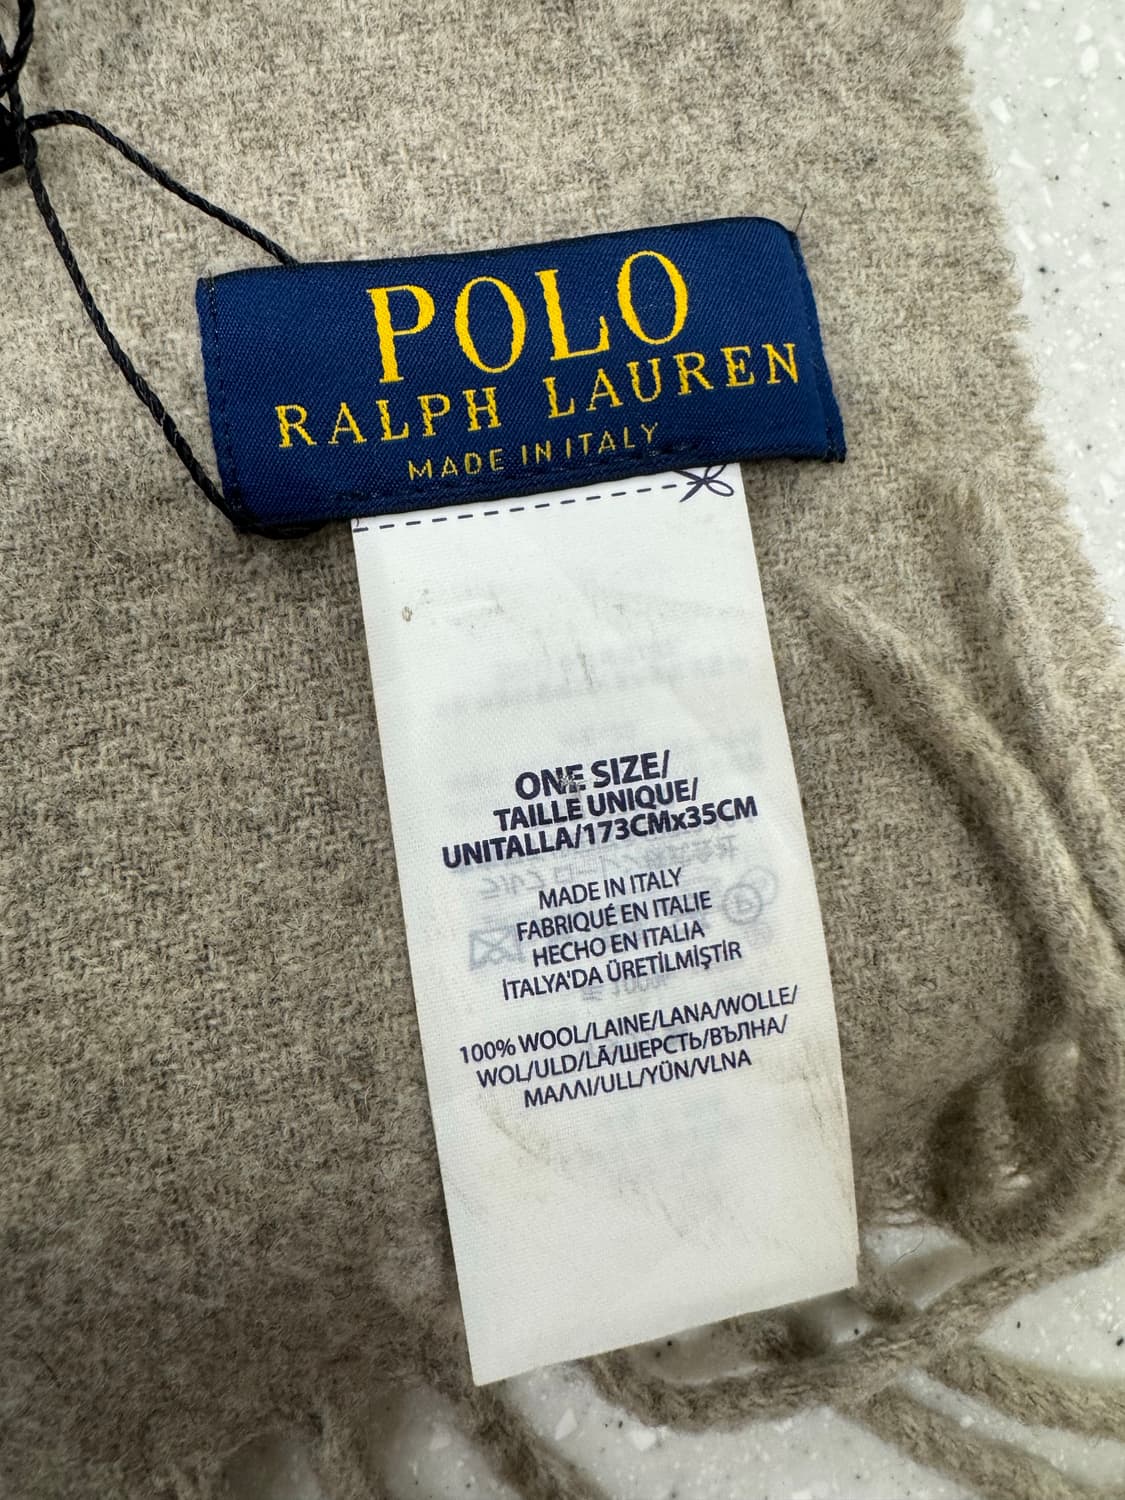 POLO
RALPH LAUREN
MADE IN ITALY
ONE SIZE/
TAILLE UNIQUE/
UNITALLA/173CMx35CM
MADE IN ITALY
FABRIQUÉ EN ITALIE
HECHO EN ITALIA
İTALYA'DA ÜRETİLMİŞTİR
100% WOOL/LAINE/LANA/WOLLE/
WOL/ULD/LÃ/ШЕРСТЬ/ВЪЛНА/
ΜΑΛΛΙ/ULL/YÜN/VLNA